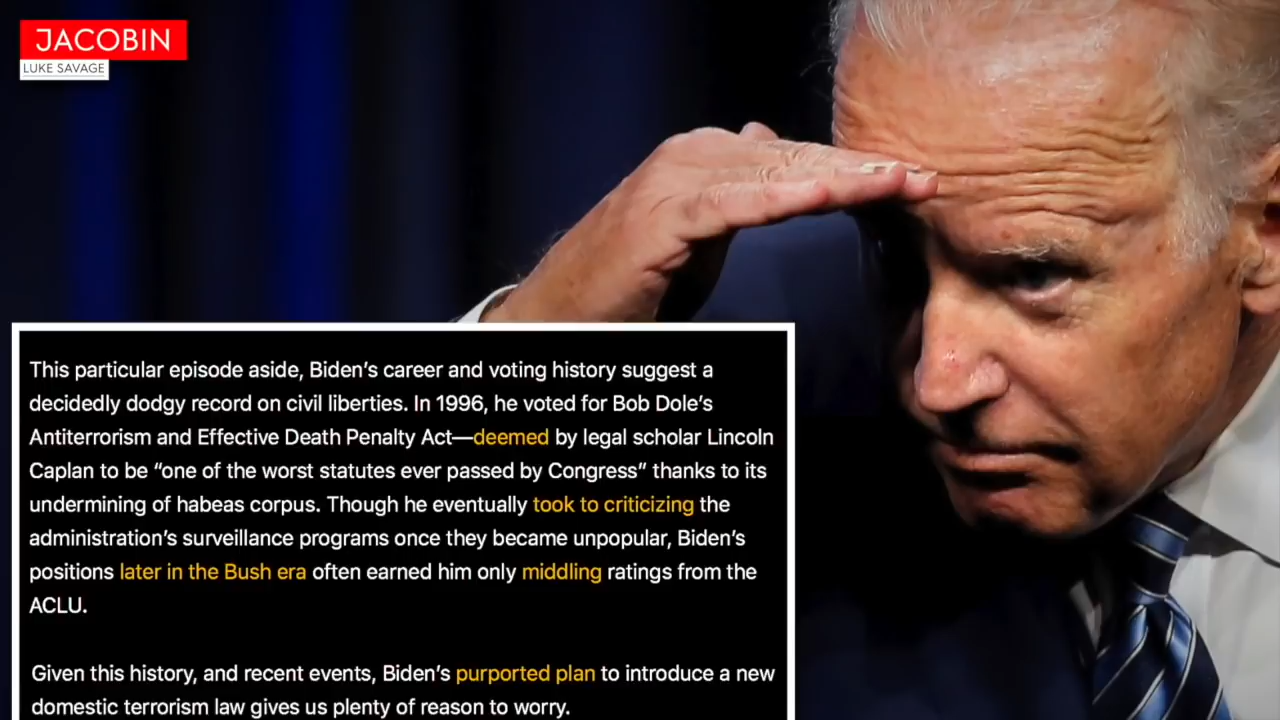 JACOBIN
LUKE SAVAGE
This particular episode aside, Biden’s career and voting history suggest a
decidedly dodgy record on civil liberties. In 1996, he voted for Bob Dole’s
Antiterrorism and Effective Death Penalty Act—deemed by legal scholar Lincoln
Caplan to be “one of the worst statutes ever passed by Congress” thanks to its
undermining of habeas corpus. Though he eventually took to criticizing the
administration’s surveillance programs once they became unpopular, Biden’s
positions later in the Bush era often earned him only middling ratings from the
ACLU.
Given this history, and recent events, Biden’s purported plan to introduce a new
domestic terrorism law gives us plenty of reason to worry.